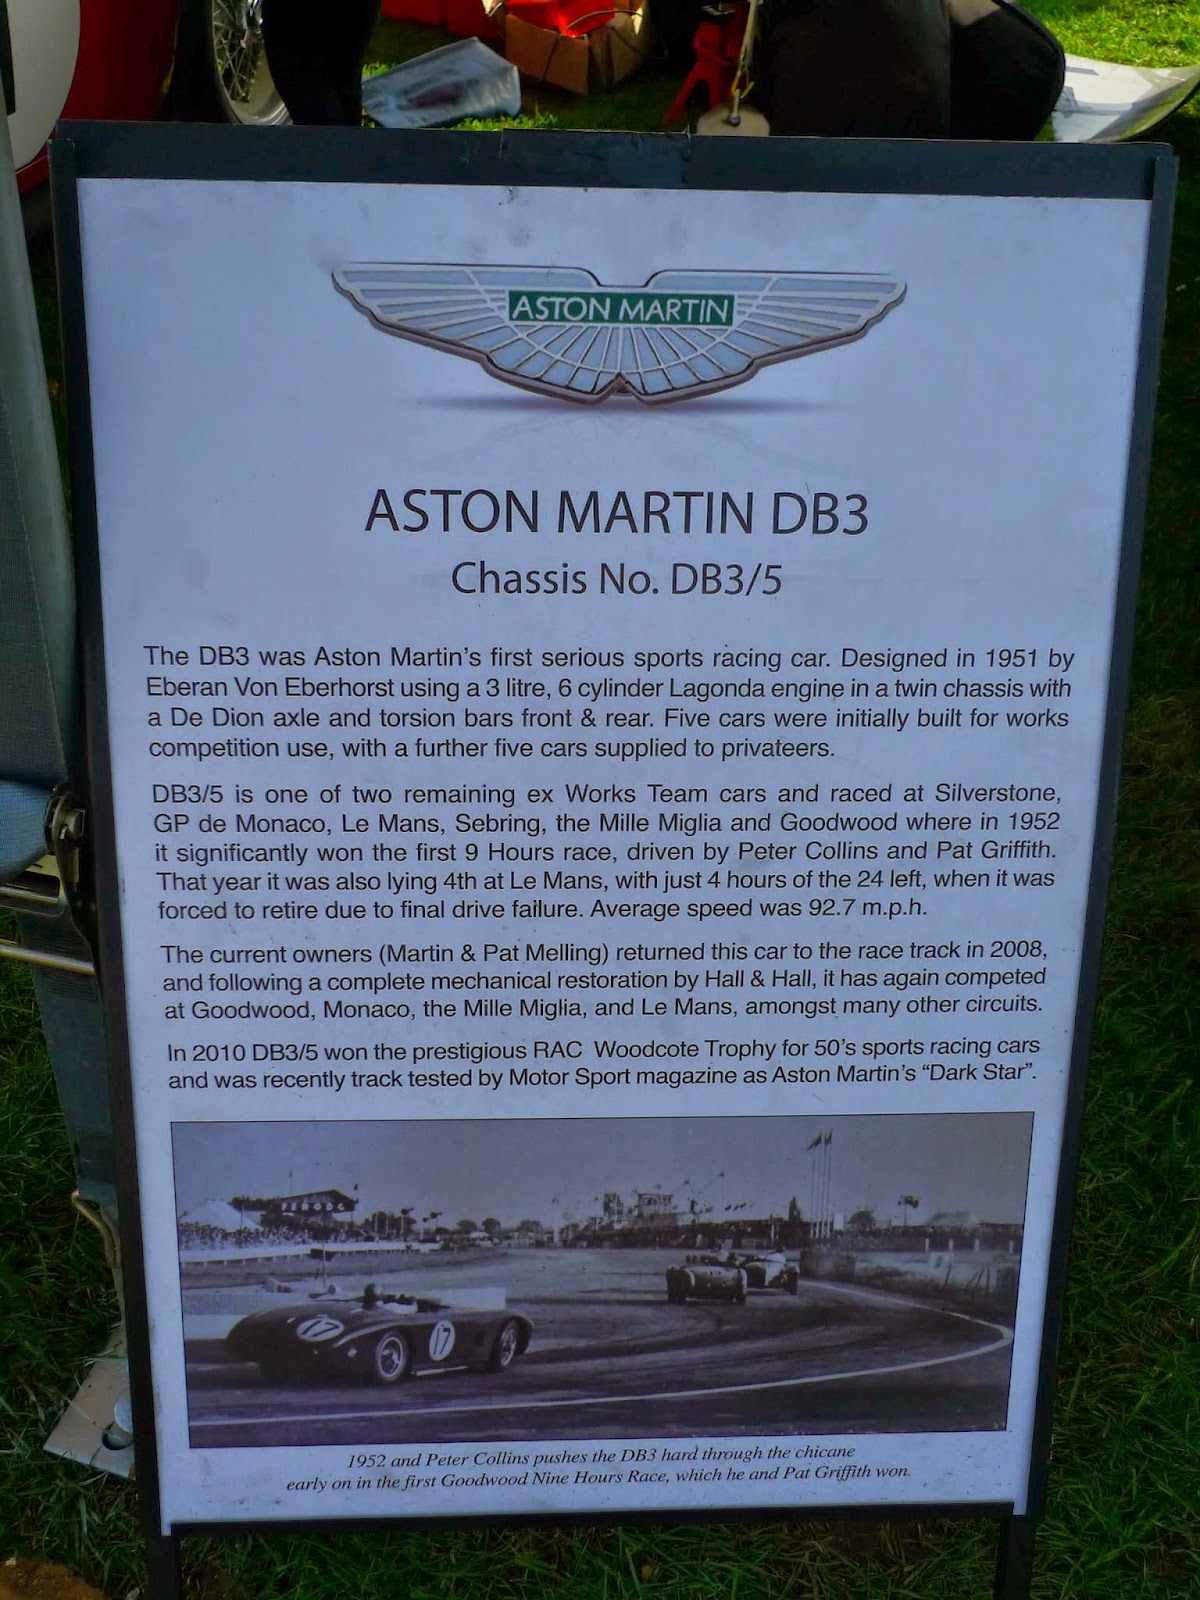 ASTON MARTIN
ASTON MARTIN DB3
Chassis No. DB3/5
The DB3 was Aston Martin's first serious sports racing car. Designed in 1951 by
Eberan Von Eberhorst using a 3 litre, 6 cylinder Lagonda engine in a twin chassis with
a De Dion axle and torsion bars front & rear. Five cars were initially built for works
competition use, with a further five cars supplied to privateers.
DB3/5 is one of two remaining ex Works Team cars and raced at Silverstone,
GP de Monaco, Le Mans, Sebring, the Mille Miglia and Goodwood where in 1952
it significantly won the first 9 Hours race, driven by Peter Collins and Pat Griffith.
That year it was also lying 4th at Le Mans, with just 4 hours of the 24 left, when it was
forced to retire due to final drive failure. Average speed was 92.7 m.p.h.
The current owners (Martin & Pat Melling) returned this car to the race track in 2008,
and following a complete mechanical restoration by Hall & Hall, it has again competed
at Goodwood, Monaco, the Mille Miglia, and Le Mans, amongst many other circuits.
In 2010 DB3/5 won the prestigious RAC Woodcote Trophy for 50's sports racing cars
and was recently track tested by Motor Sport magazine as Aston Martin's “Dark Star”.
FERODO
17 17
1952 and Peter Collins pushes the DB3 hard through the chicane
early on in the first Goodwood Nine Hours Race, which he and Pat Griffith won.